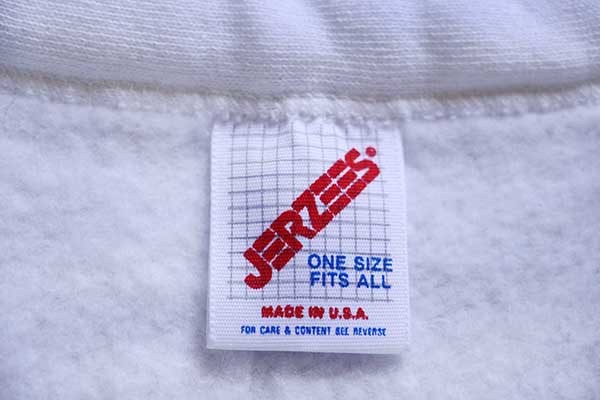 JERZEES®
ONE SIZE
FITS ALL
MADE IN U.S.A.
FOR CARE & CONTENT SEE REVERSE